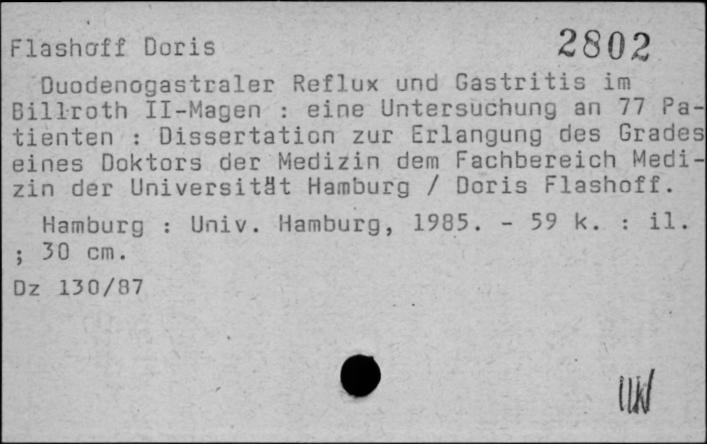 Flashoff Doris 2802
Duodenogastraler Reflux und Gastritis im
Billroth II-Magen : eine Untersuchung an 77 Pa-
tienten : Dissertation zur Erlangung des Grades
eines Doktors der Medizin dem Fachbereich Medi-
zin der Universität Hamburg / Doris Flashoff.
Hamburg : Univ. Hamburg, 1985. - 59 k. : il.
; 30 cm.
Dz 130/87